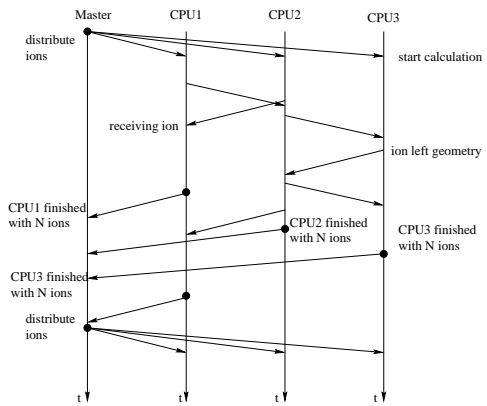 Master
CPU1
CPU2
CPU3
distribute
ions
start calculation
receiving ion
ion left geometry
CPU1 finished
with N ions
CPU2 finished
with N ions
CPU3 finished
with N ions
CPU3 finished
with N ions
distribute
ions
t
t
t
t